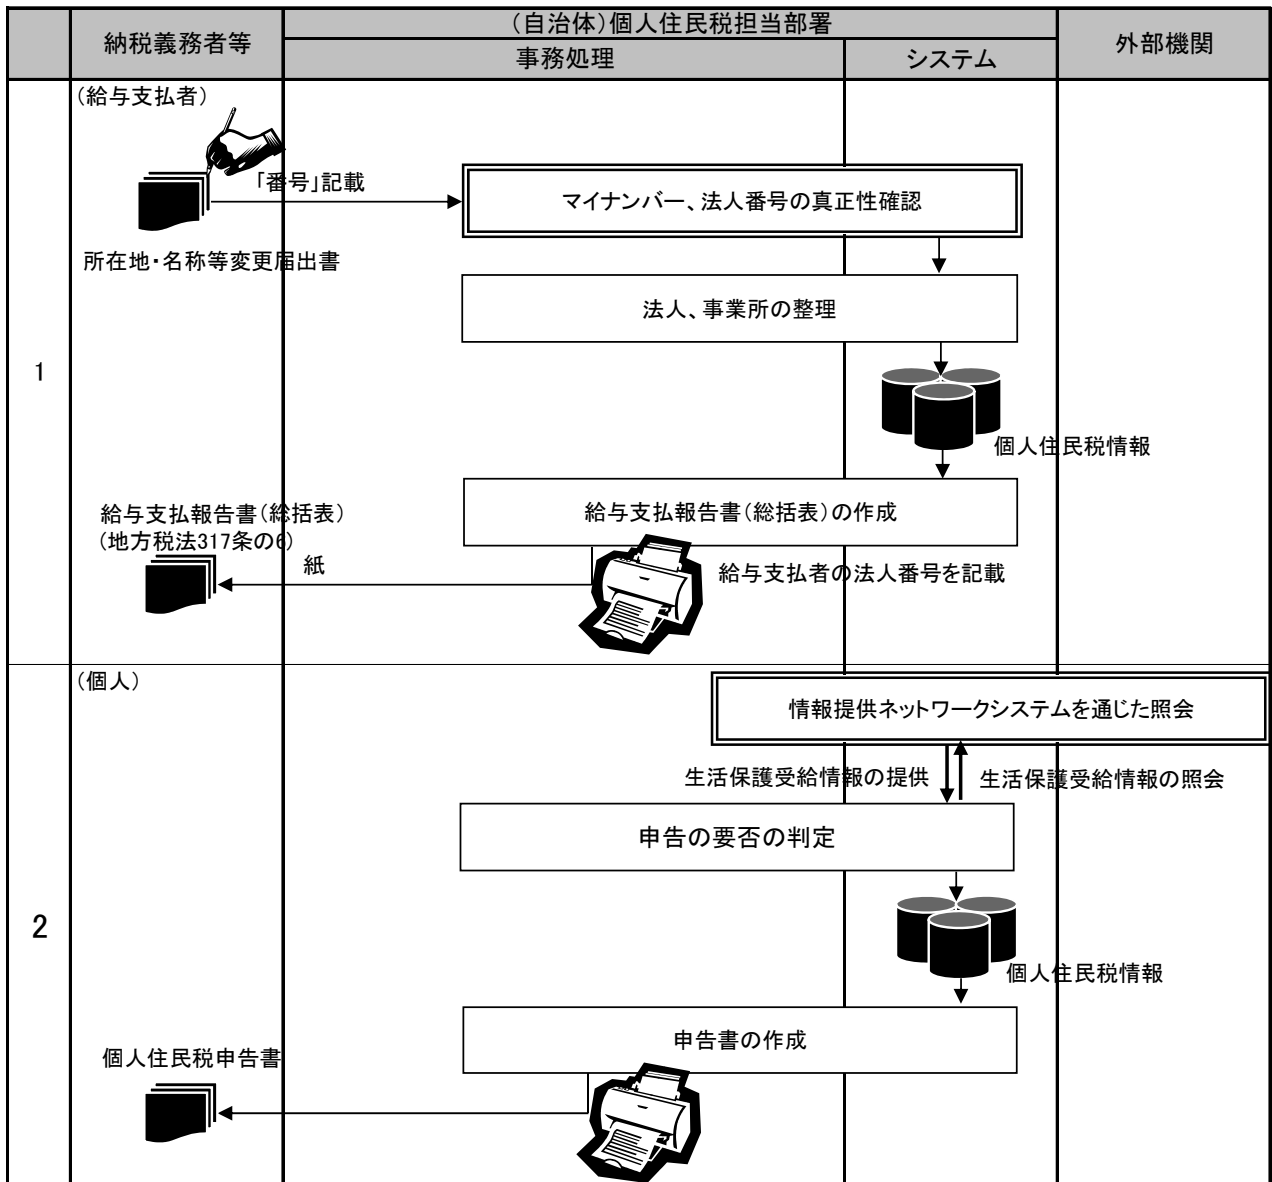 納税義務者等
(自治体)個人住民税担当部署
外部機関
事務処理
システム
1
(給与支払者)
「番号」記載
マイナンバー、法人番号の真正性確認
所在地・名称等変更届出書
法人、事業所の整理
個人住民税情報
給与支払報告書(総括表)の作成
給与支払報告書(総括表)
(地方税法317条の6)
紙
給与支払者の法人番号を記載
2
(個人)
情報提供ネットワークシステムを通じた照会
生活保護受給情報の提供
生活保護受給情報の照会
申告の要否の判定
個人住民税情報
申告書の作成
個人住民税申告書